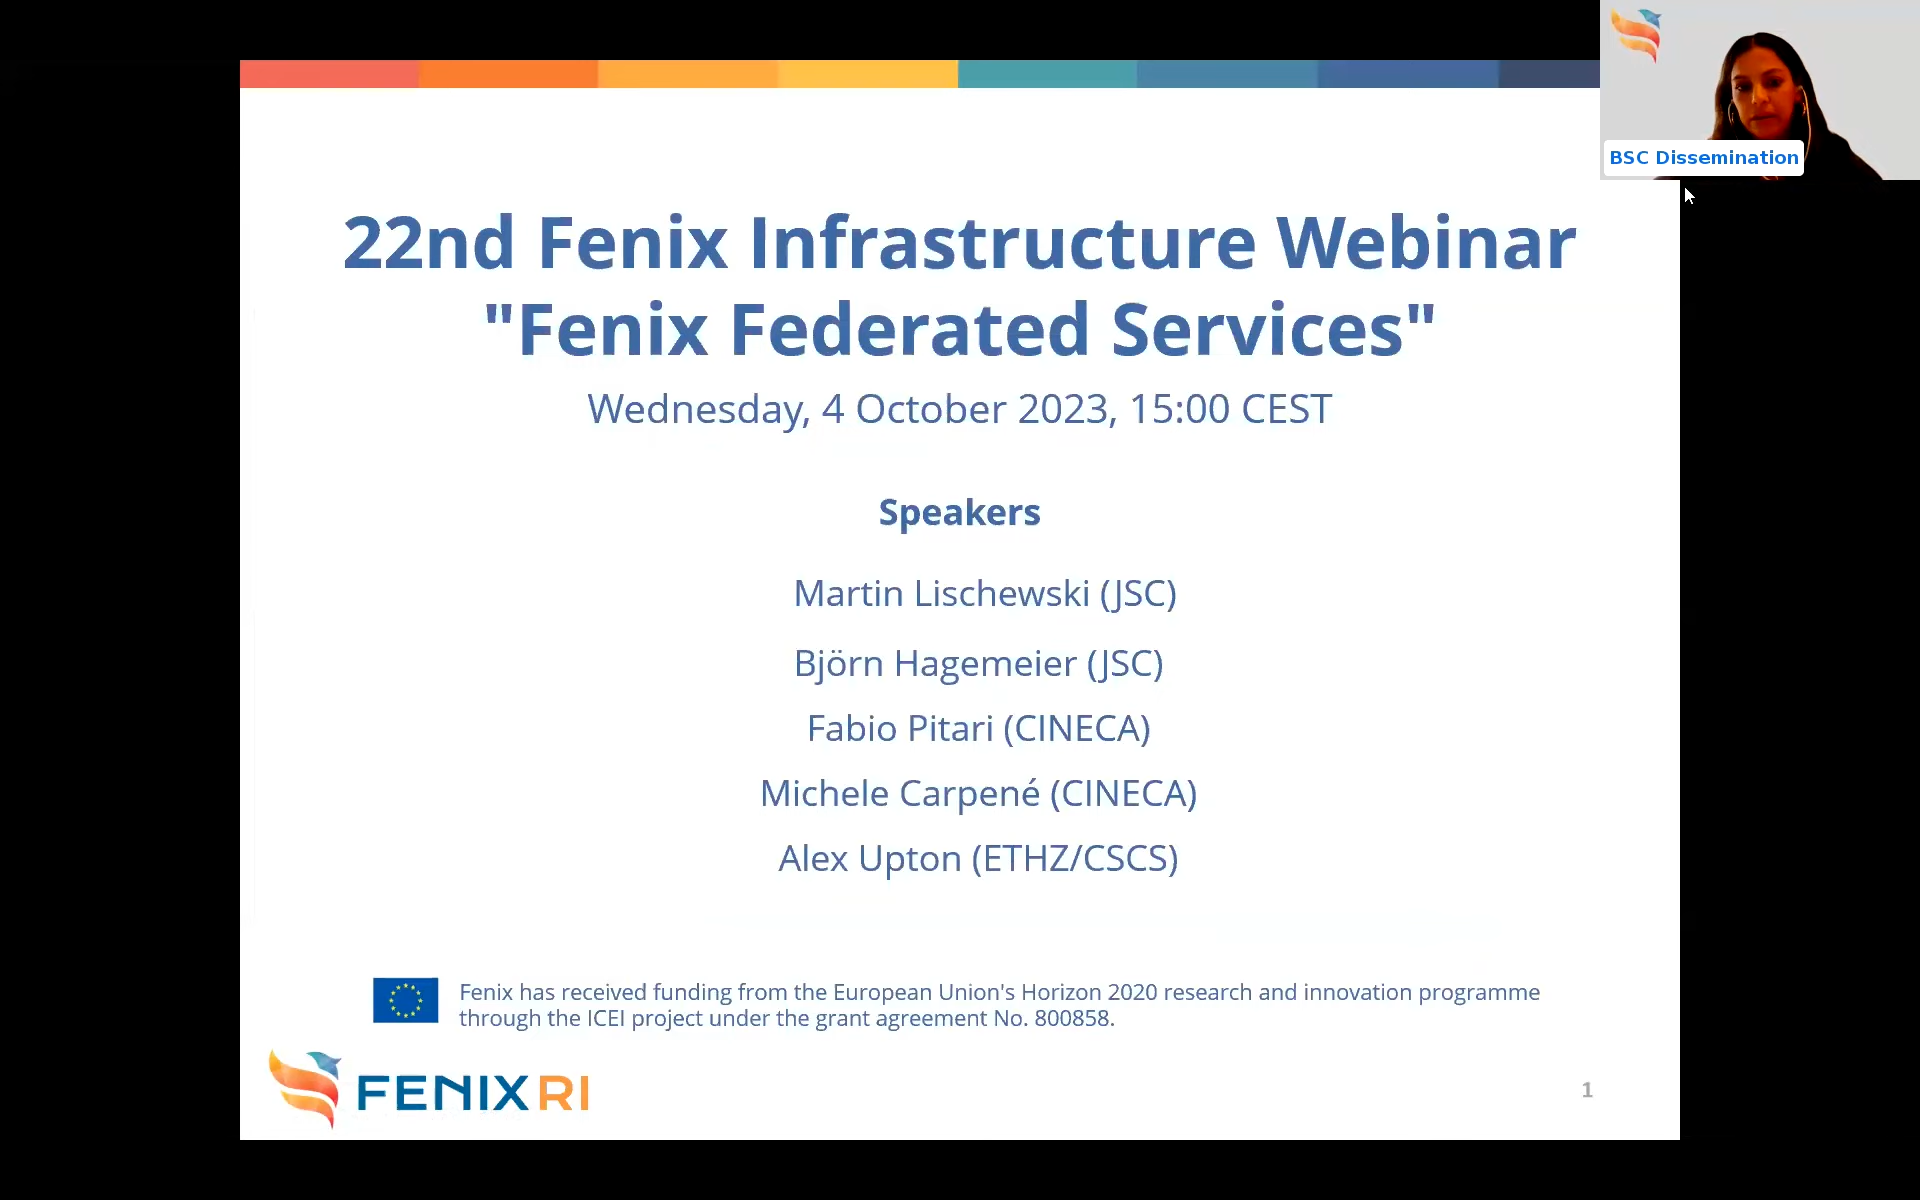 BSC Dissemination
22nd Fenix Infrastructure Webinar
"Fenix Federated Services"
Wednesday, 4 October 2023, 15:00 CEST
Speakers
Martin Lischewski (JSC)
Björn Hagemeier (JSC)
Fabio Pitari (CINECA)
Michele Carpené (CINECA)
Alex Upton (ETHZ/CSCS)
Fenix has received funding from the European Union's Horizon 2020 research and innovation programme
through the ICEI project under the grant agreement No. 800858.
FENIX RI
1